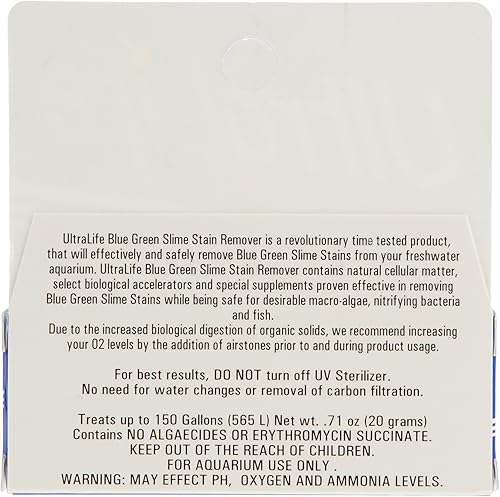 UltraLife Blue Green Slime Stain Remover is a revolutionary time tested product,
that will effectively and safely remove Blue Green Slime Stains from your freshwater
aquarium. UltraLife Blue Green Slime Stain Remover contains natural cellular matter,
select biological accelerators and special supplements proven effective in removing
Blue Green Slime Stains while being safe for desirable macro-algae, nitrifying bacteria
and fish.
Due to the increased biological digestion of organic solids, we recommend increasing
your O2 levels by the addition of airstones prior to and during product usage.
For best results, DO NOT turn off UV Sterilizer.
No need for water changes or removal of carbon filtration.
Treats up to 150 Gallons (565 L) Net wt. .71 oz (20 grams)
Contains NO ALGAECIDES OR ERYTHROMYCIN SUCCINATE.
KEEP OUT OF THE REACH OF CHILDREN.
FOR AQUARIUM USE ONLY .
WARNING: MAY EFFECT PH, OXYGEN AND AMMONIA LEVELS.